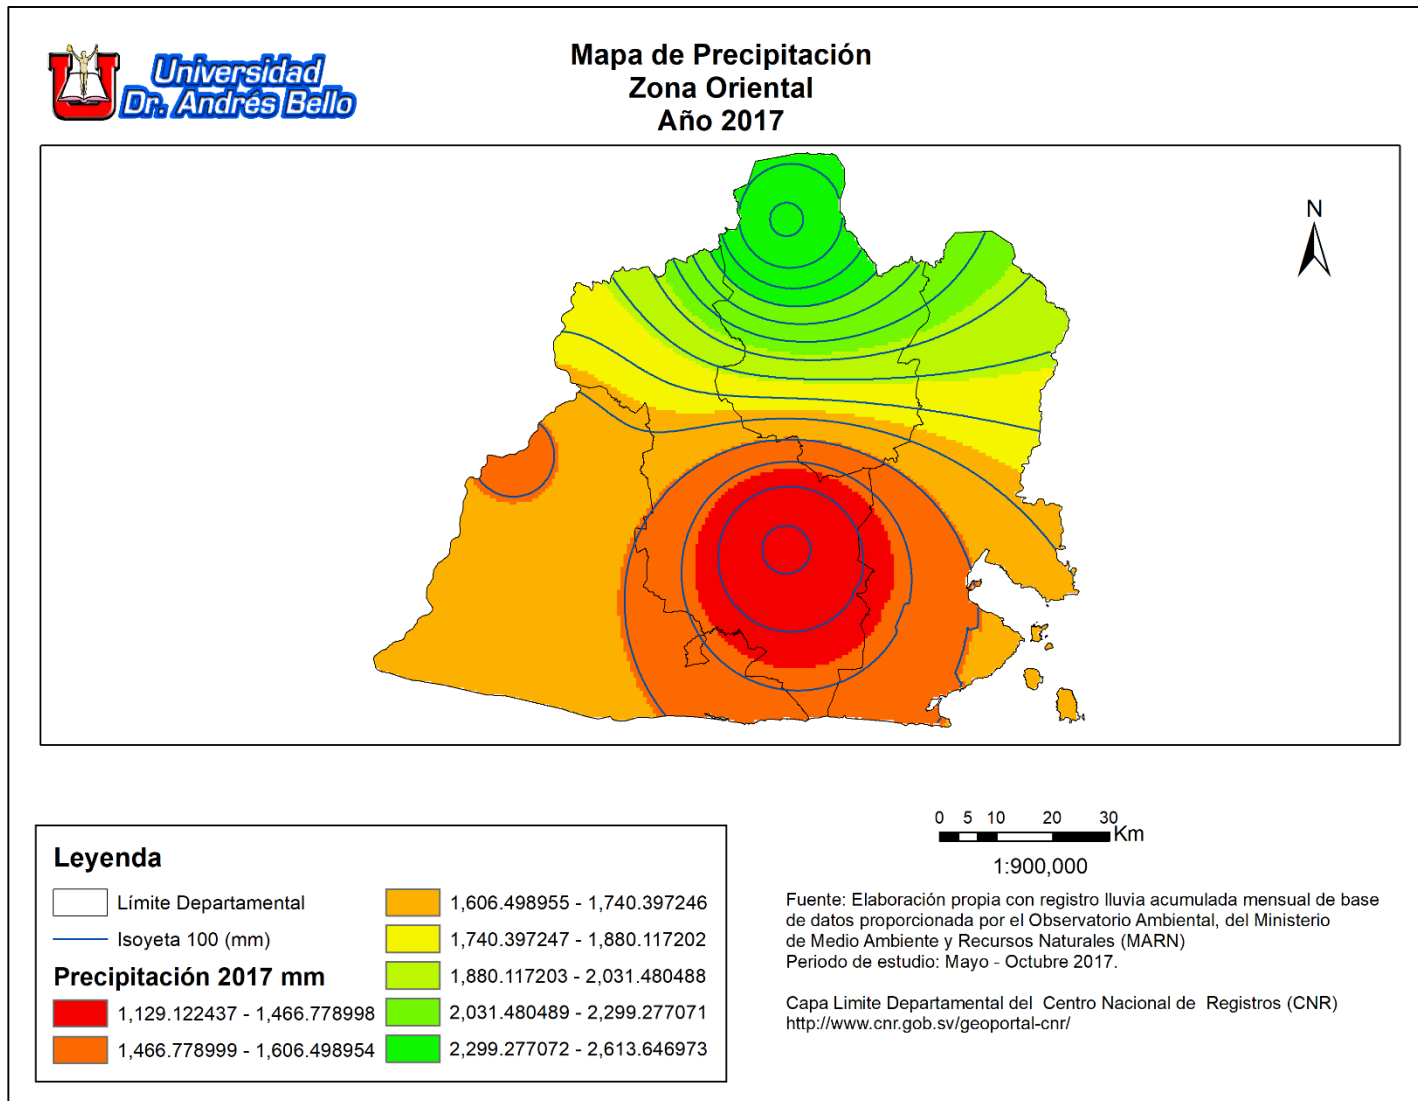 Universidad
Dr. Andrés Bello
Mapa de Precipitación
Zona Oriental
Año 2017
N
Leyenda
Límite Departamental
Isoyeta 100 (mm)
Precipitación 2017 mm
1,129.122437 - 1,466.778998
1,466.778999 - 1,606.498954
1,606.498955 - 1,740.397246
1,740.397247 - 1,880.117202
1,880.117203 - 2,031.480488
2,031.480489 - 2,299.277071
2,299.277072 - 2,613.646973
0 5 10 20 30
Km
1:900,000
Fuente: Elaboración propia con registro lluvia acumulada mensual de base
de datos proporcionada por el Observatorio Ambiental, del Ministerio
de Medio Ambiente y Recursos Naturales (MARN)
Periodo de estudio: Mayo - Octubre 2017.
Capa Limite Departamental del Centro Nacional de Registros (CNR)
http://www.cnr.gob.sv/geoportal-cnr/